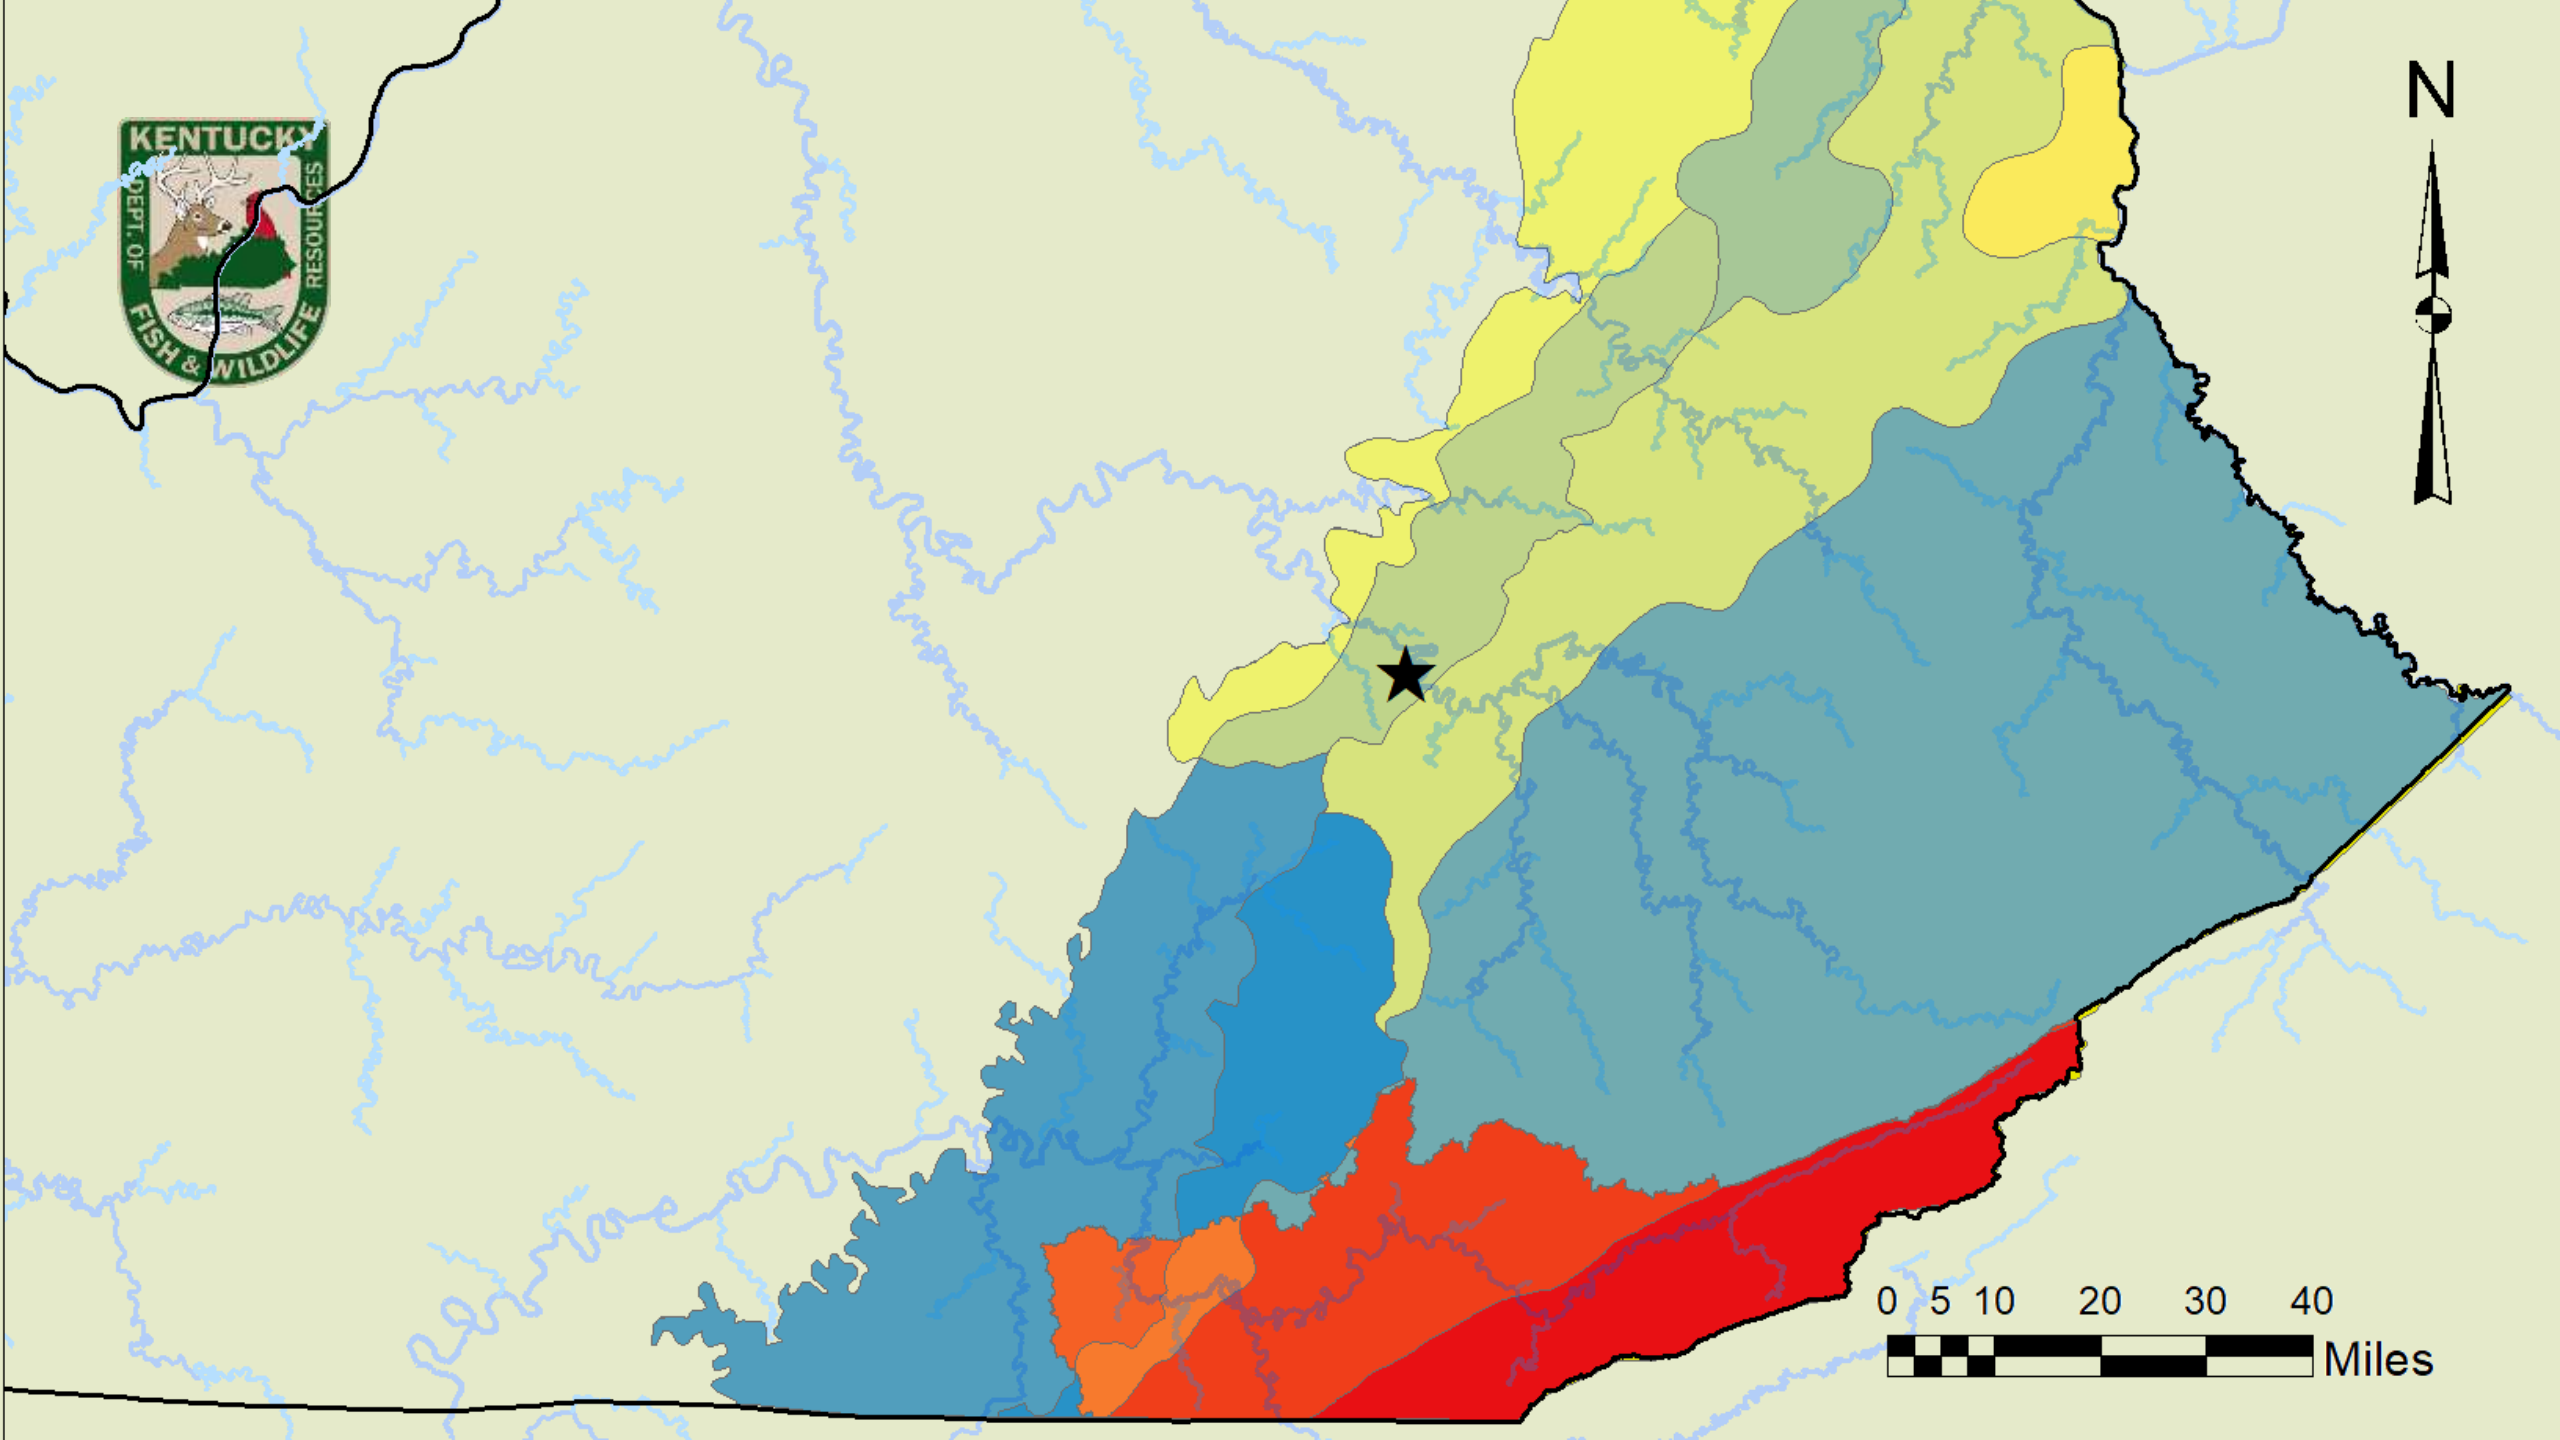 KENTUCKY
DEPT. OF
RESOURCES
FISH & WILDLIFE
N
0 5 10 20 30 40
Miles